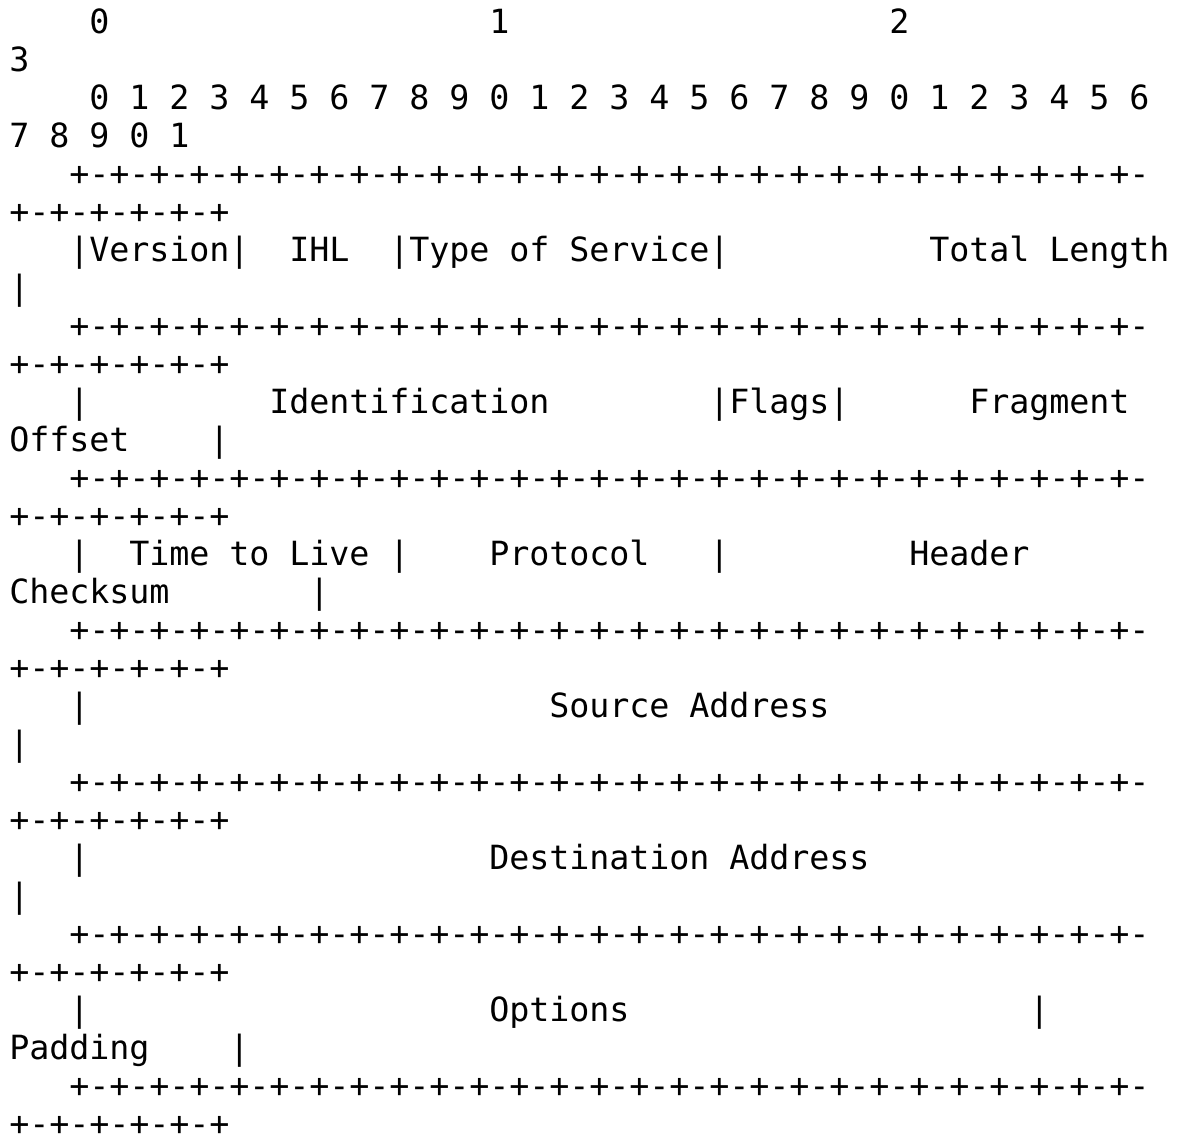 0                   1                   2
3
    0 1 2 3 4 5 6 7 8 9 0 1 2 3 4 5 6 7 8 9 0 1 2 3 4 5 6
7 8 9 0 1
   +-+-+-+-+-+-+-+-+-+-+-+-+-+-+-+-+-+-+-+-+-+-+-+-+-+-+-
+-+-+-+-+-+
   |Version|  IHL  |Type of Service|          Total Length
|
   +-+-+-+-+-+-+-+-+-+-+-+-+-+-+-+-+-+-+-+-+-+-+-+-+-+-+-
+-+-+-+-+-+
   |         Identification        |Flags|      Fragment
Offset    |
   +-+-+-+-+-+-+-+-+-+-+-+-+-+-+-+-+-+-+-+-+-+-+-+-+-+-+-
+-+-+-+-+-+
   |  Time to Live |    Protocol   |         Header
Checksum       |
   +-+-+-+-+-+-+-+-+-+-+-+-+-+-+-+-+-+-+-+-+-+-+-+-+-+-+-
+-+-+-+-+-+
   |                       Source Address
|
   +-+-+-+-+-+-+-+-+-+-+-+-+-+-+-+-+-+-+-+-+-+-+-+-+-+-+-
+-+-+-+-+-+
   |                    Destination Address
|
   +-+-+-+-+-+-+-+-+-+-+-+-+-+-+-+-+-+-+-+-+-+-+-+-+-+-+-
+-+-+-+-+-+
   |                    Options                    |
Padding    |
   +-+-+-+-+-+-+-+-+-+-+-+-+-+-+-+-+-+-+-+-+-+-+-+-+-+-+-
+-+-+-+-+-+